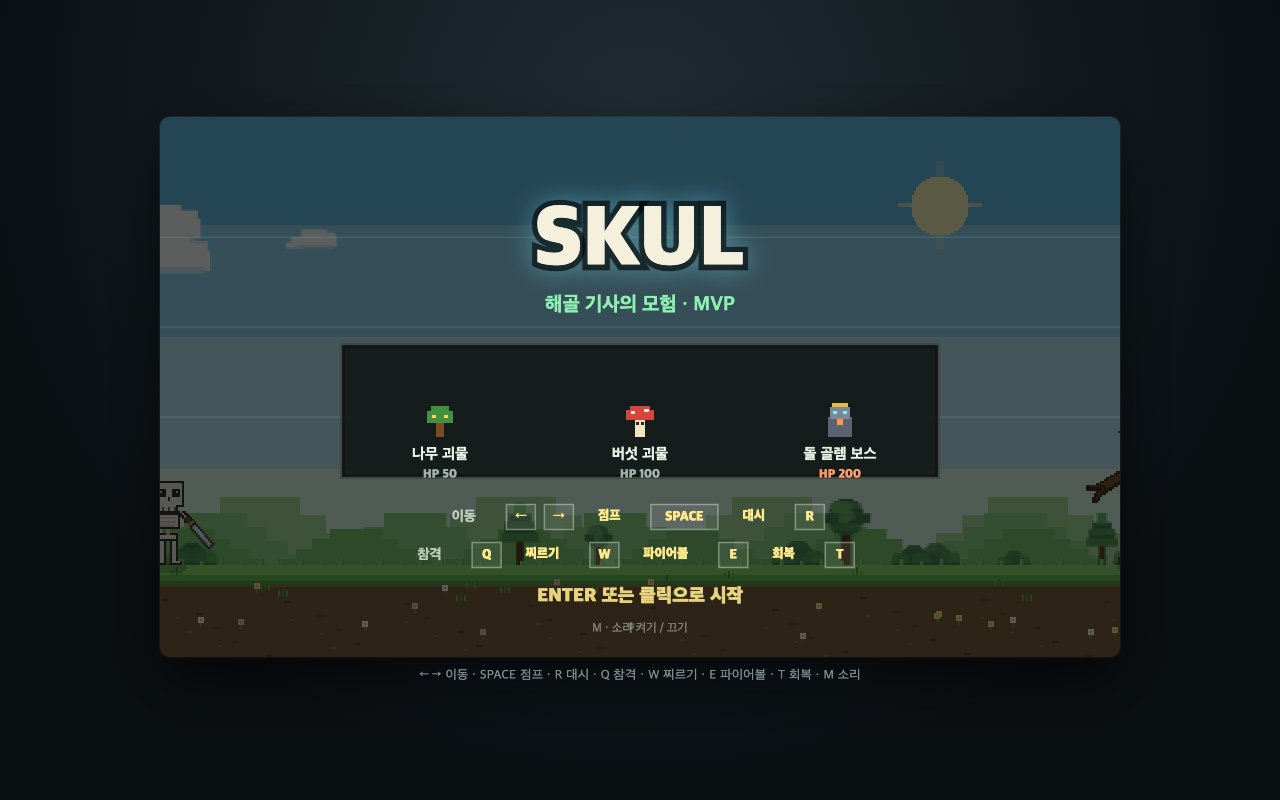 SKUL
해골 기사의 모험 · MVP
나무 괴물 버섯 괴물 돌 골렘 보스
HP 50 HP 100 HP 200
이동 ← → 점프 SPACE 대시 R
참격 Q 찌르기 W 파이어볼 E 회복 T
ENTER 또는 클릭으로 시작
M · 소리 켜기 / 끄기
←→ 이동 · SPACE 점프 · R 대시 · Q 참격 · W 찌르기 · E 파이어볼 · T 회복 · M 소리